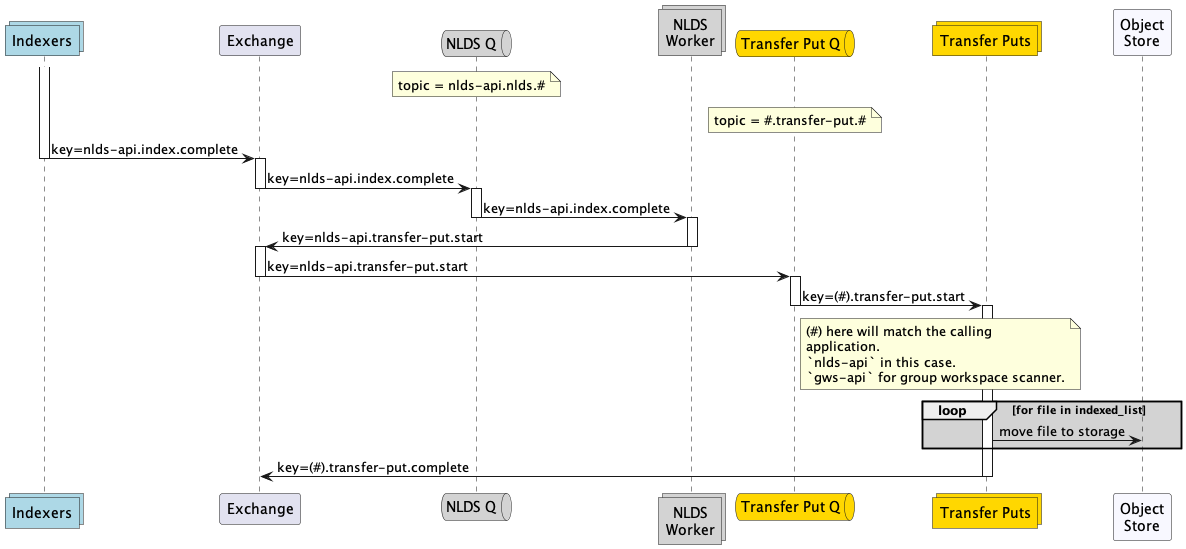 Indexers
Exchange
NLDS Q
NLDS
Worker
Transfer Put Q
Transfer Puts
Object
Store
topic = nlds-api.nlds.#
topic = #.transfer-put.#
key=nlds-api.index.complete
key=nlds-api.index.complete
key=nlds-api.index.complete
key=nlds-api.transfer-put.start
key=nlds-api.transfer-put.start
key=(#).transfer-put.start
(#) here will match the calling
application.
`nlds-api` in this case.
`gws-api` for group workspace scanner.
loop
[for file in indexed_list]
move file to storage
key=(#).transfer-put.complete
Indexers
Exchange
NLDS Q
NLDS
Worker
Transfer Put Q
Transfer Puts
Object
Store